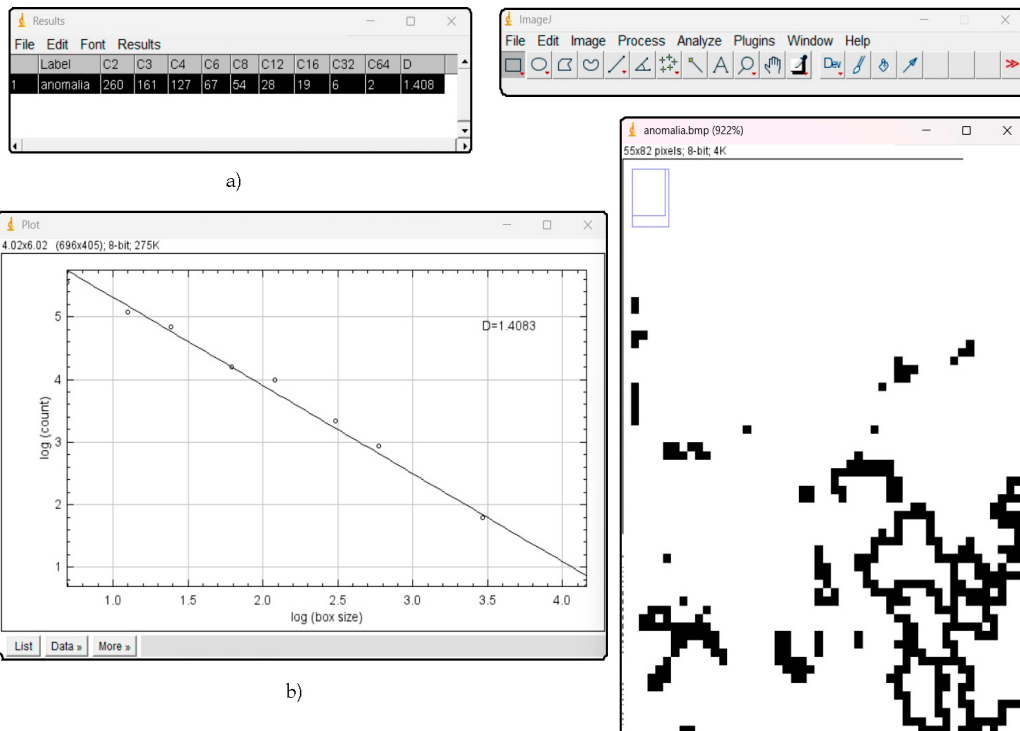 Results
File Edit Font Results
Label C2 C3 C4 C6 C8 C12 C16 C32 C64 D
1 anomalia 260 161 127 67 54 28 19 6 2 1.408
a)
ImageJ
File Edit Image Process Analyze Plugins Window Help
A Dev >>
anomalia.bmp (922%)
55x82 pixels; 8-bit; 4K
Plot
4.02x6.02 (696x405); 8-bit; 275K
D=1.4083
5
4
3
2
1
log (count)
1.0 1.5 2.0 2.5 3.0 3.5 4.0
log (box size)
List Data » More »
b)